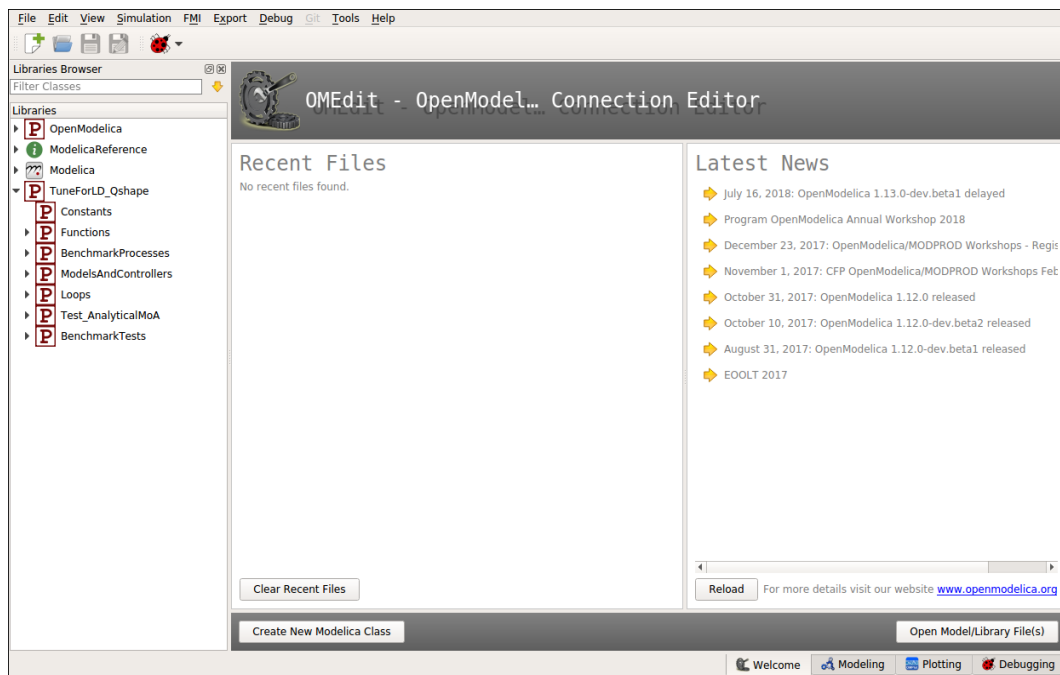 File Edit View Simulation FMI Export Debug Git Tools Help
Libraries Browser
Filter Classes
Libraries
OpenModelica
ModelicaReference
Modelica
TuneForLD_Qshape
Constants
Functions
BenchmarkProcesses
ModelsAndControllers
Loops
Test_AnalyticalMoA
BenchmarkTests
OMEdit - OpenModel… Connection Editor
Recent Files
No recent files found.
Clear Recent Files
Latest News
July 16, 2018: OpenModelica 1.13.0-dev.beta1 delayed
Program OpenModelica Annual Workshop 2018
December 23, 2017: OpenModelica/MODPROD Workshops - Regis
November 1, 2017: CFP OpenModelica/MODPROD Workshops Feb
October 31, 2017: OpenModelica 1.12.0 released
October 10, 2017: OpenModelica 1.12.0-dev.beta2 released
August 31, 2017: OpenModelica 1.12.0-dev.beta1 released
EOOLT 2017
Reload For more details visit our website www.openmodelica.org
Create New Modelica Class
Open Model/Library File(s)
Welcome Modeling Plotting Debugging